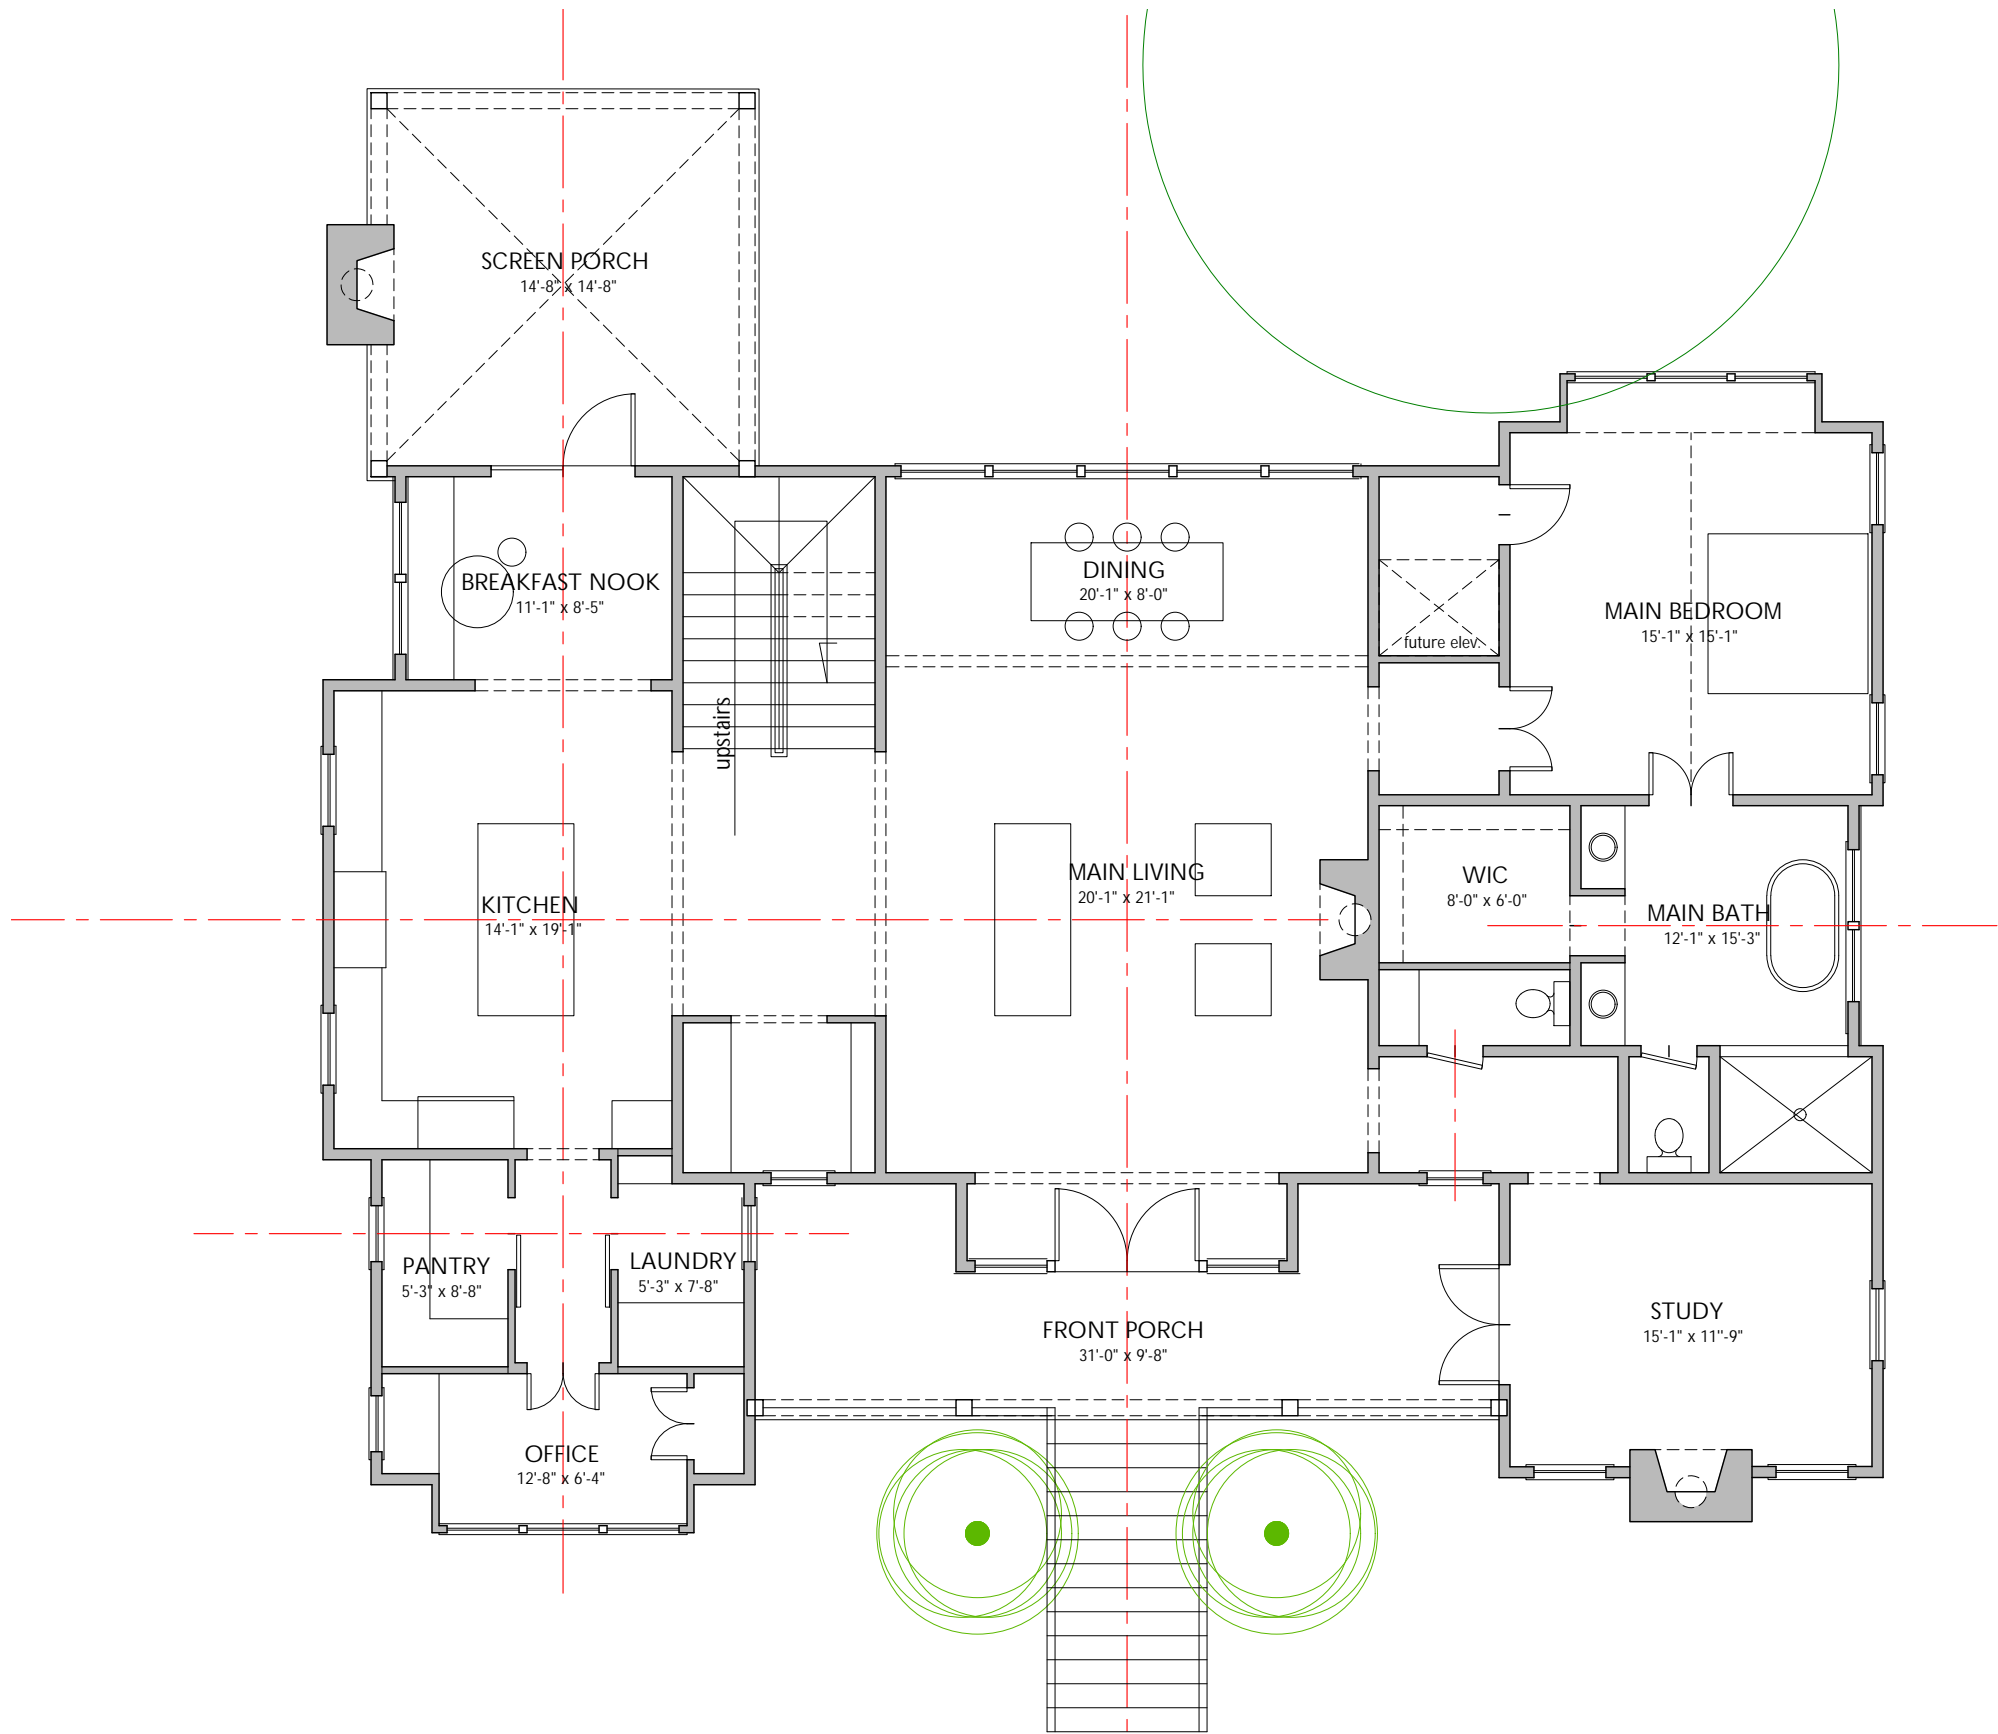 SCREEN PORCH
14'-8" x 14'-8"
BREAKFAST NOOK
11'-1" x 8'-5"
DINING
20'-1" x 8'-0"
future elev.
MAIN BEDROOM
15'-1" x 15'-1"
upstairs
KITCHEN
14'-1" x 19'-1"
MAIN LIVING
20'-1" x 21'-1"
WIC
8'-0" x 6'-0"
MAIN BATH
12'-1" x 15'-3"
PANTRY
5'-3" x 8'-8"
LAUNDRY
5'-3" x 7'-8"
FRONT PORCH
31'-0" x 9'-8"
STUDY
15'-1" x 11"-9"
OFFICE
12'-8" x 6'-4"